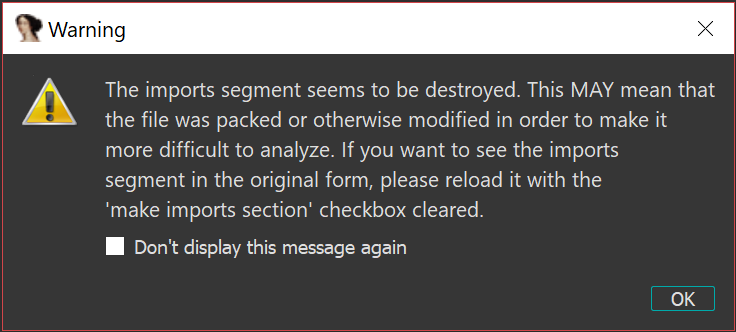 Warning
The imports segment seems to be destroyed. This MAY mean that
the file was packed or otherwise modified in order to make it
more difficult to analyze. If you want to see the imports
segment in the original form, please reload it with the
'make imports section' checkbox cleared.
Don't display this message again
OK